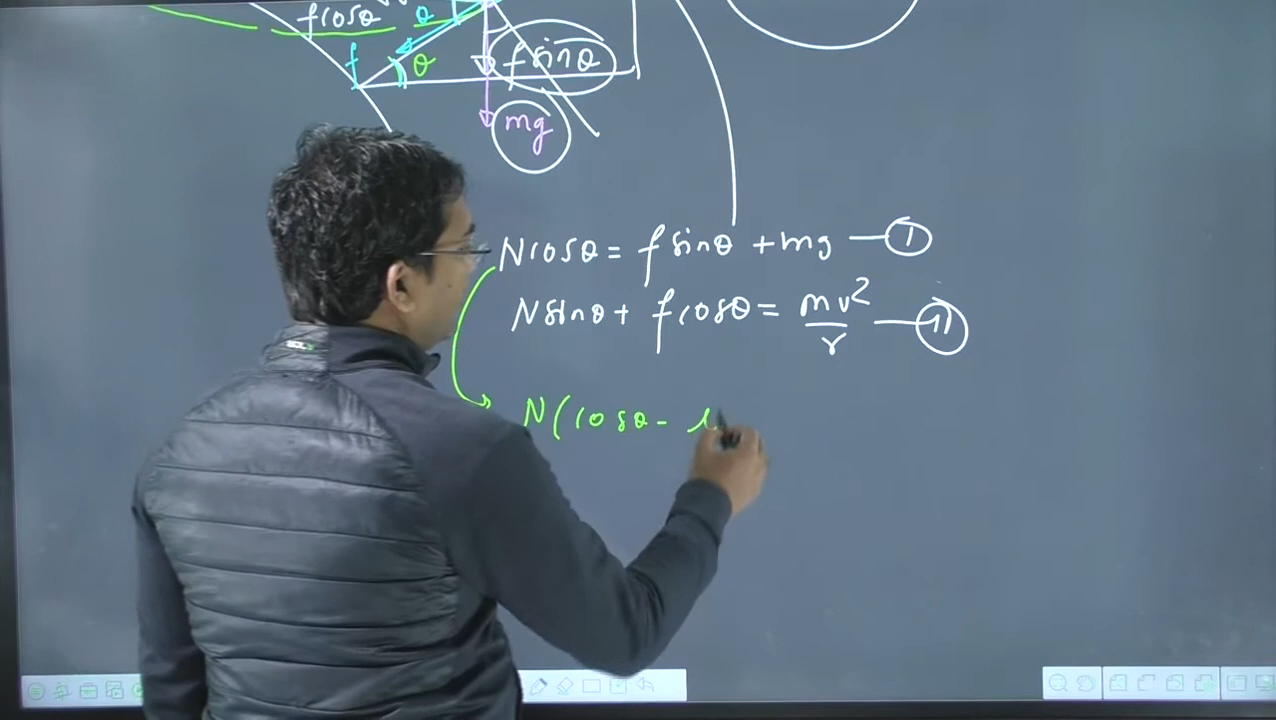 fcosθ θ
f θ fsinθ
mg
Ncosθ = fsinθ + mg — I
Nsinθ + fcosθ = mv²/r — II
N(cosθ -